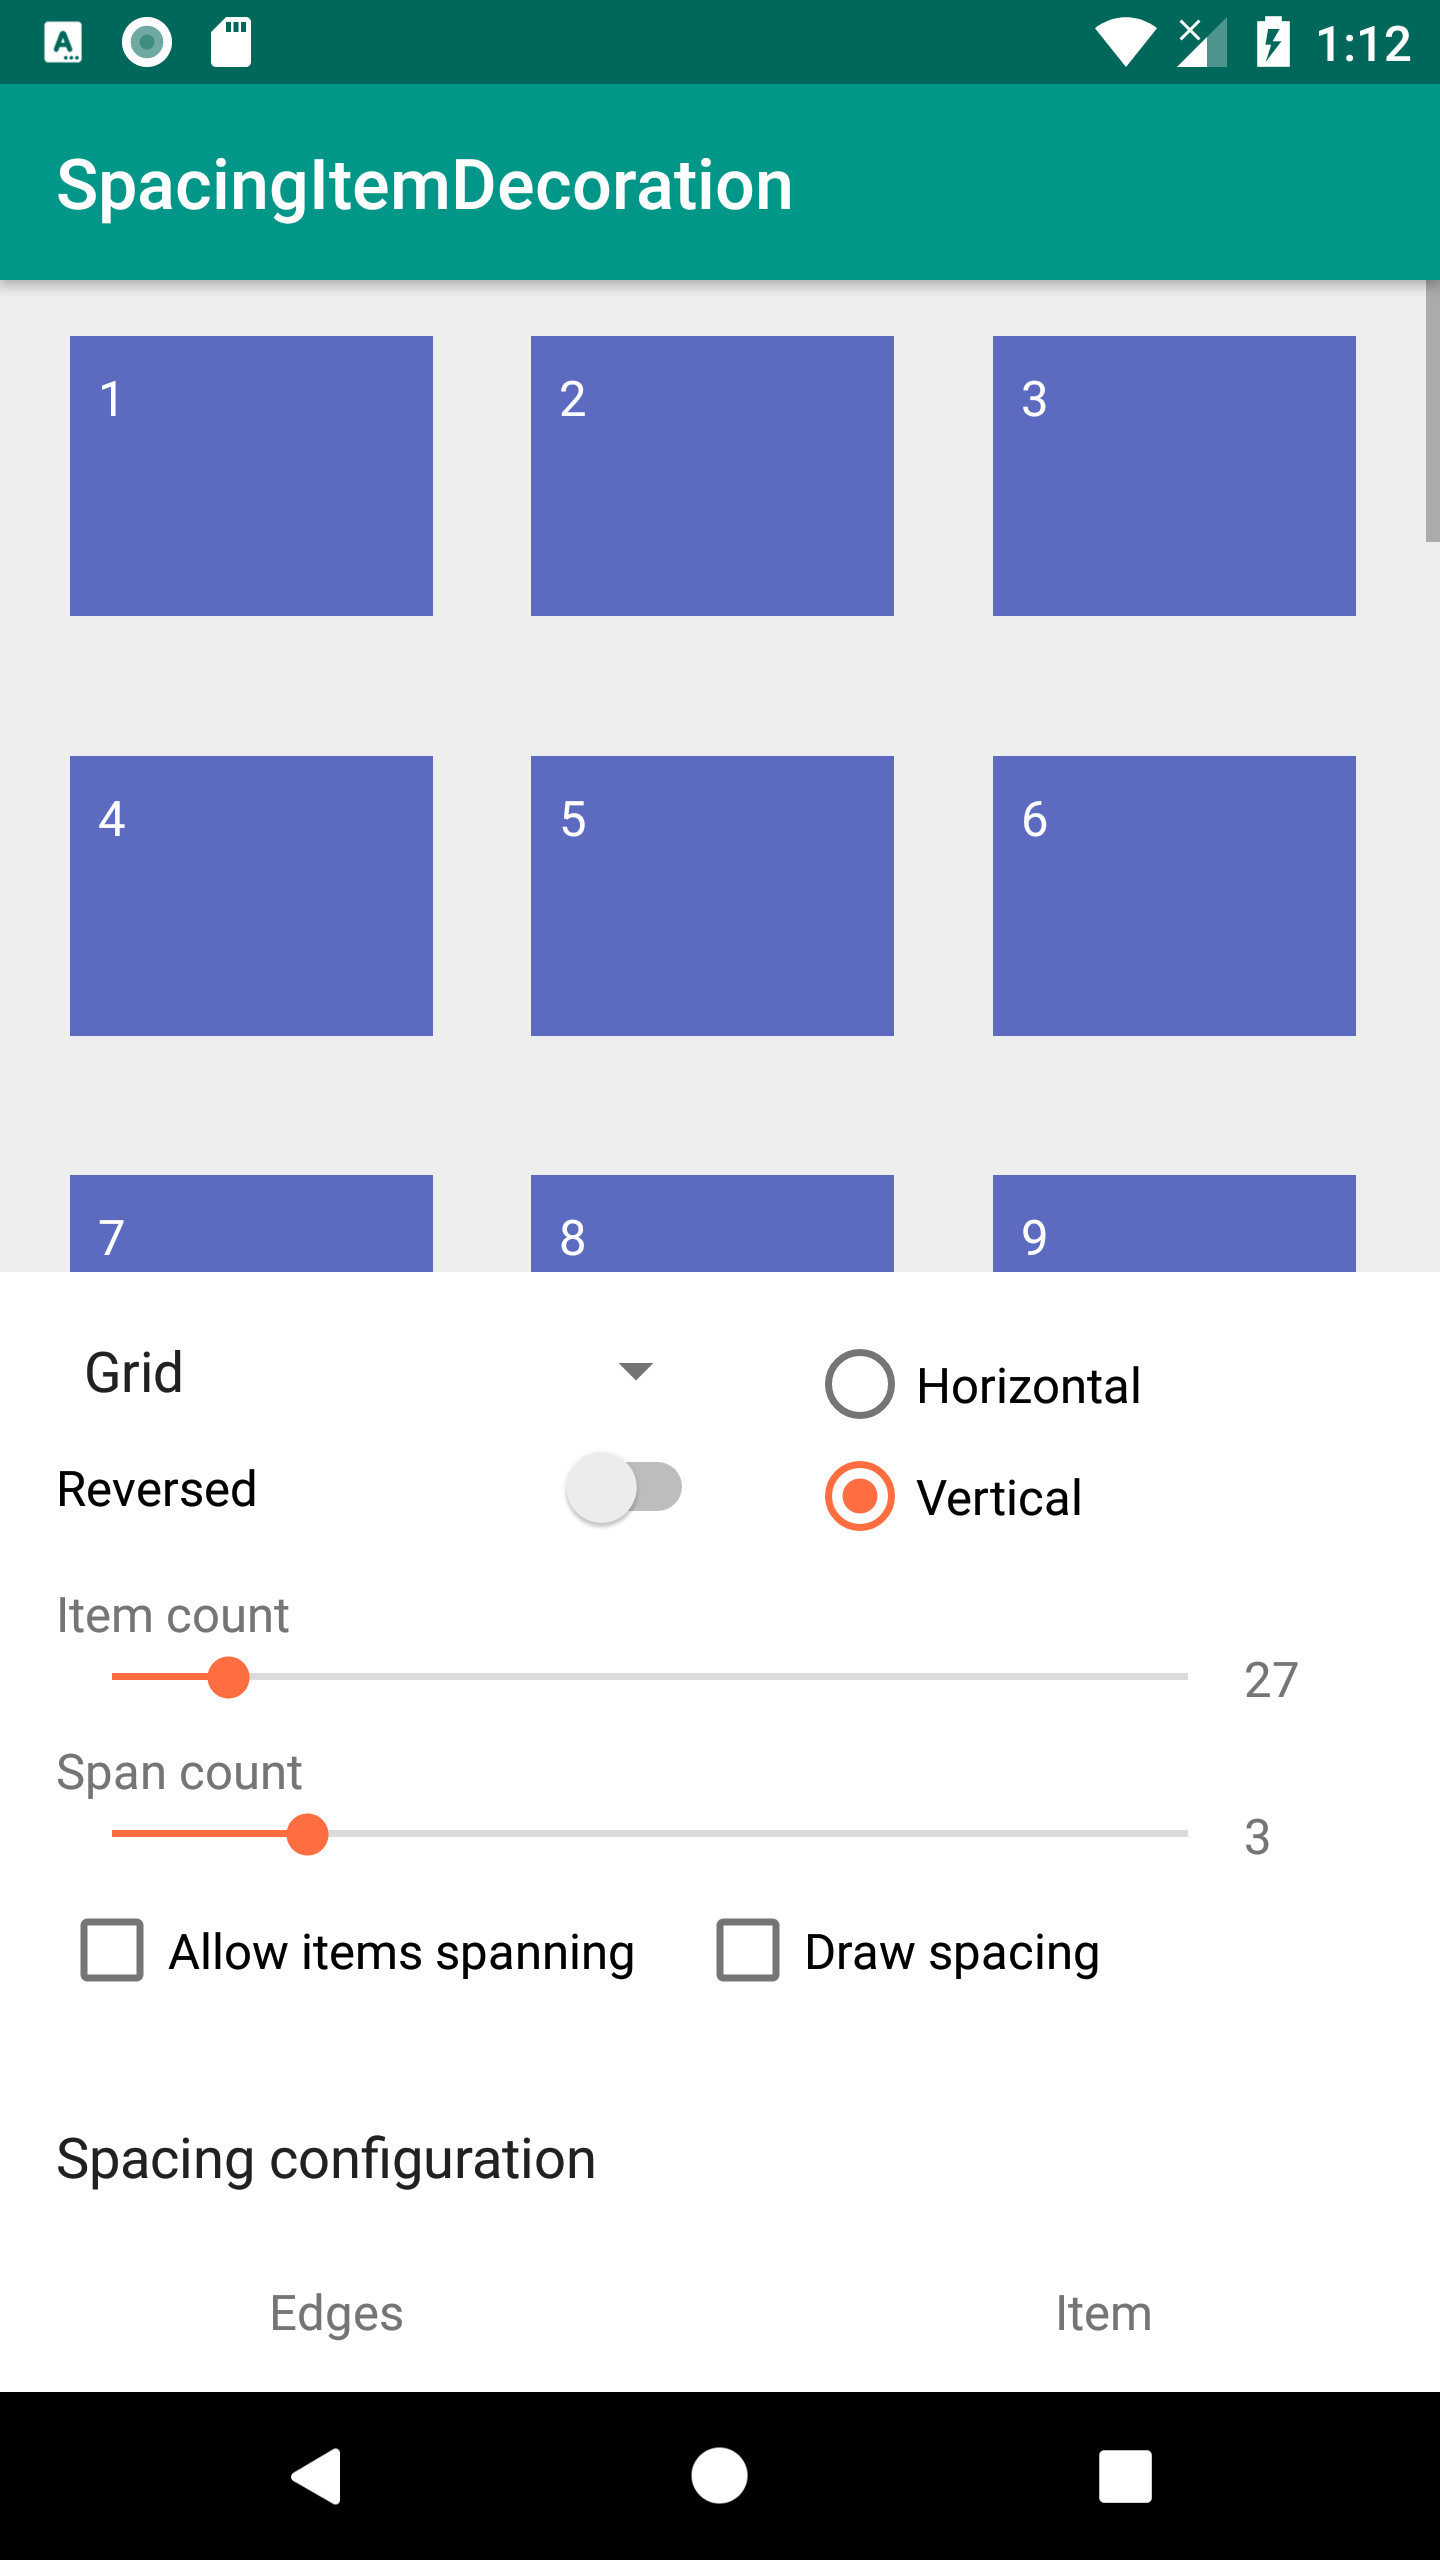 1:12
SpacingItemDecoration
1 2 3
4 5 6
7 8 9
Grid
Horizontal
Reversed
Vertical
Item count
27
Span count
3
Allow items spanning
Draw spacing
Spacing configuration
Edges Item